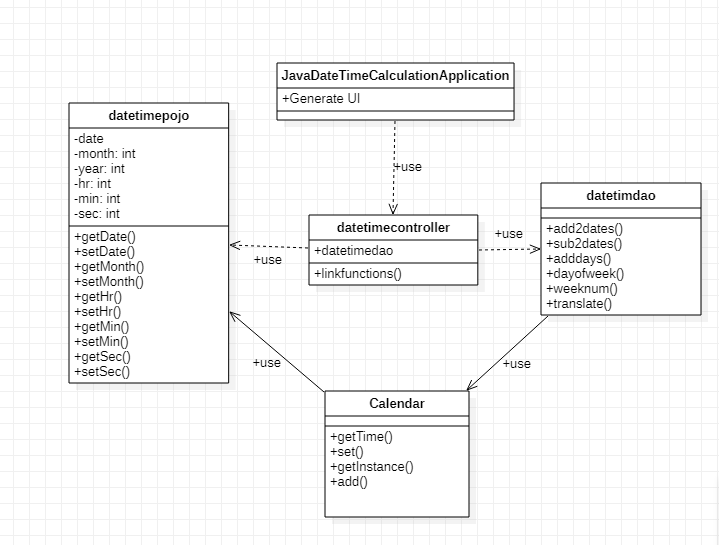 JavaDateTimeCalculationApplication
+Generate UI
+use
datetimepojo
-date
-month: int
-year: int
-hr: int
-min: int
-sec: int
+getDate()
+setDate()
+getMonth()
+setMonth()
+getHr()
+setHr()
+getMin()
+setMin()
+getSec()
+setSec()
+use
datetimecontroller
+datetimedao
+linkfunctions()
+use
datetimdao
+add2dates()
+sub2dates()
+adddays()
+dayofweek()
+weeknum()
+translate()
+use
+use
Calendar
+getTime()
+set()
+getInstance()
+add()